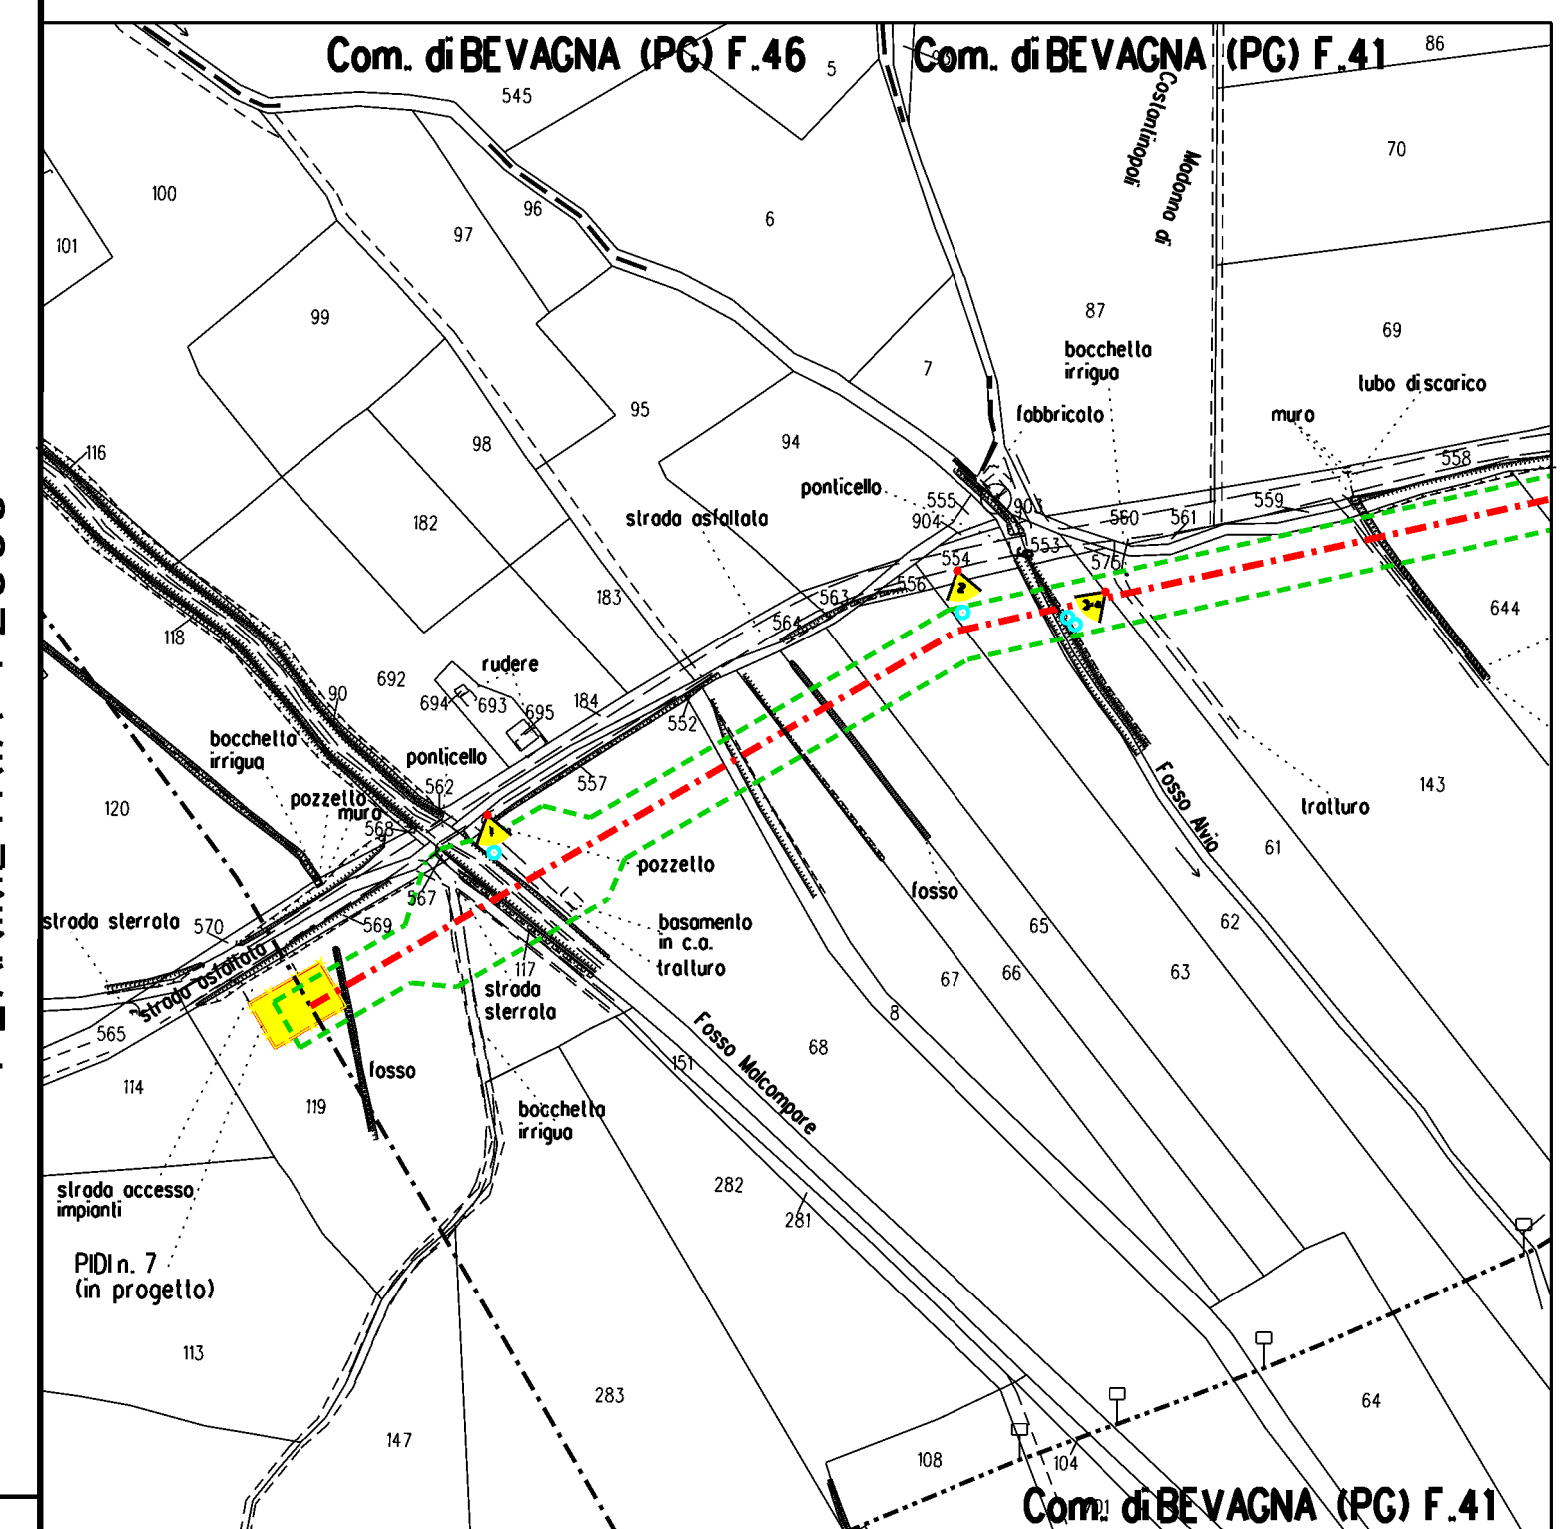 Com. di BEVAGNA (PG) F.46
Com. di BEVAGNA (PG) F.41
86
5
545
Costantinopoli
Madonna di
70
100
96
6
97
101
99
87
69
bocchetta
irrigua
7
tubo di scarico
95
fabbricato
muro
98
94
116
558
ponticello
555
903
559
strada asfaltata
182
904
560
561
553
554
576
556
183
563
644
564
118
rudere
692
90
694
693
184
695
552
bocchetta
irrigua
ponticello
562
557
143
pozzetto
muro
120
568
Fosso Alvio
tratturo
61
pozzetto
567
fosso
strada sterrata
570
569
basamento
in c.a.
65
62
strada asfaltata
117
tratturo
67
66
63
strada
sterrata
565
8
68
Fosso Malcompare
114
fosso
151
119
bocchetta
irrigua
282
strada accesso
impianti
281
PIDI n. 7
(in progetto)
113
283
64
147
108
104
Com. di BEVAGNA (PG) F.41